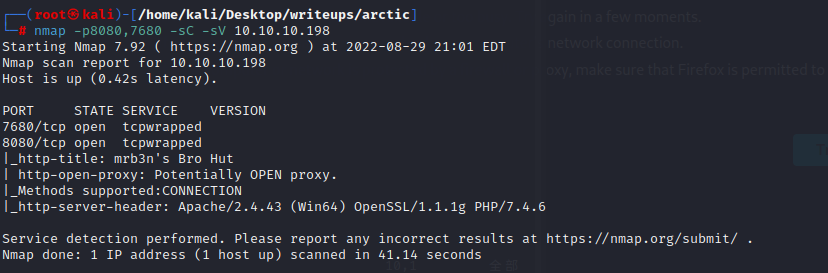 ┌──(root㉿kali)-[/home/kali/Desktop/writeups/arctic]
└─# nmap -p8080,7680 -sC -sV 10.10.10.198
Starting Nmap 7.92 ( https://nmap.org ) at 2022-08-29 21:01 EDT
Nmap scan report for 10.10.10.198
Host is up (0.42s latency).
PORT STATE SERVICE VERSION
7680/tcp open tcpwrapped
8080/tcp open tcpwrapped
|_http-title: mrb3n's Bro Hut
| http-open-proxy: Potentially OPEN proxy.
|_Methods supported:CONNECTION
|_http-server-header: Apache/2.4.43 (Win64) OpenSSL/1.1.1g PHP/7.4.6
Service detection performed. Please report any incorrect results at https://nmap.org/submit/ .
Nmap done: 1 IP address (1 host up) scanned in 41.14 seconds
gain in a few moments.
network connection.
oxy, make sure that Firefox is permitted to